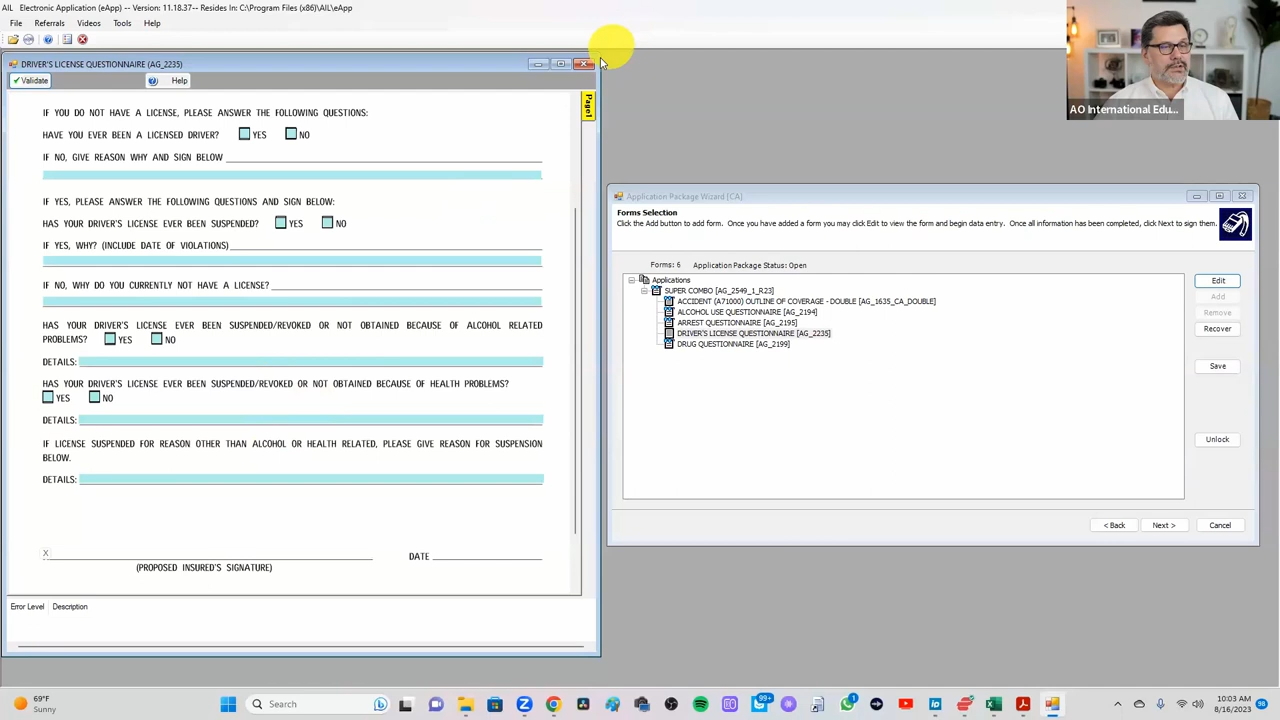 AIL Electronic Application (eApp) -- Version: 11.18.37-- Resides In: C:\Program Files (x86)\AIL\eApp
File Referrals Videos Tools Help
DRIVER'S LICENSE QUESTIONNAIRE (AG_2235)
Validate Help
Page1
IF YOU DO NOT HAVE A LICENSE, PLEASE ANSWER THE FOLLOWING QUESTIONS:
HAVE YOU EVER BEEN A LICENSED DRIVER? YES NO
IF NO, GIVE REASON WHY AND SIGN BELOW
IF YES, PLEASE ANSWER THE FOLLOWING QUESTIONS AND SIGN BELOW:
HAS YOUR DRIVER'S LICENSE EVER BEEN SUSPENDED? YES NO
IF YES, WHY? (INCLUDE DATE OF VIOLATIONS)
IF NO, WHY DO YOU CURRENTLY NOT HAVE A LICENSE?
HAS YOUR DRIVER'S LICENSE EVER BEEN SUSPENDED/REVOKED OR NOT OBTAINED BECAUSE OF ALCOHOL RELATED
PROBLEMS? YES NO
DETAILS:
HAS YOUR DRIVER'S LICENSE EVER BEEN SUSPENDED/REVOKED OR NOT OBTAINED BECAUSE OF HEALTH PROBLEMS?
YES NO
DETAILS:
IF LICENSE SUSPENDED FOR REASON OTHER THAN ALCOHOL OR HEALTH RELATED, PLEASE GIVE REASON FOR SUSPENSION
BELOW.
DETAILS:
X
DATE
(PROPOSED INSURED'S SIGNATURE)
Error Level Description
AO International Edu...
Application Package Wizard [CA]
Forms Selection
Click the Add button to add form. Once you have added a form you may click Edit to view the form and begin data entry. Once all information has been completed, click Next to sign them.
Forms: 6 Application Package Status: Open
Applications
SUPER COMBO [AG_2549_1_R23]
ACCIDENT (A71000) OUTLINE OF COVERAGE - DOUBLE [AG_1635_CA_DOUBLE]
ALCOHOL USE QUESTIONNAIRE [AG_2194]
ARREST QUESTIONNAIRE [AG_2195]
DRIVER'S LICENSE QUESTIONNAIRE [AG_2235]
DRUG QUESTIONNAIRE [AG_2199]
Edit
Add
Remove
Recover
Save
Unlock
< Back Next > Cancel
69°F
Sunny
Search
99+
1
10:03 AM
8/16/2023
98